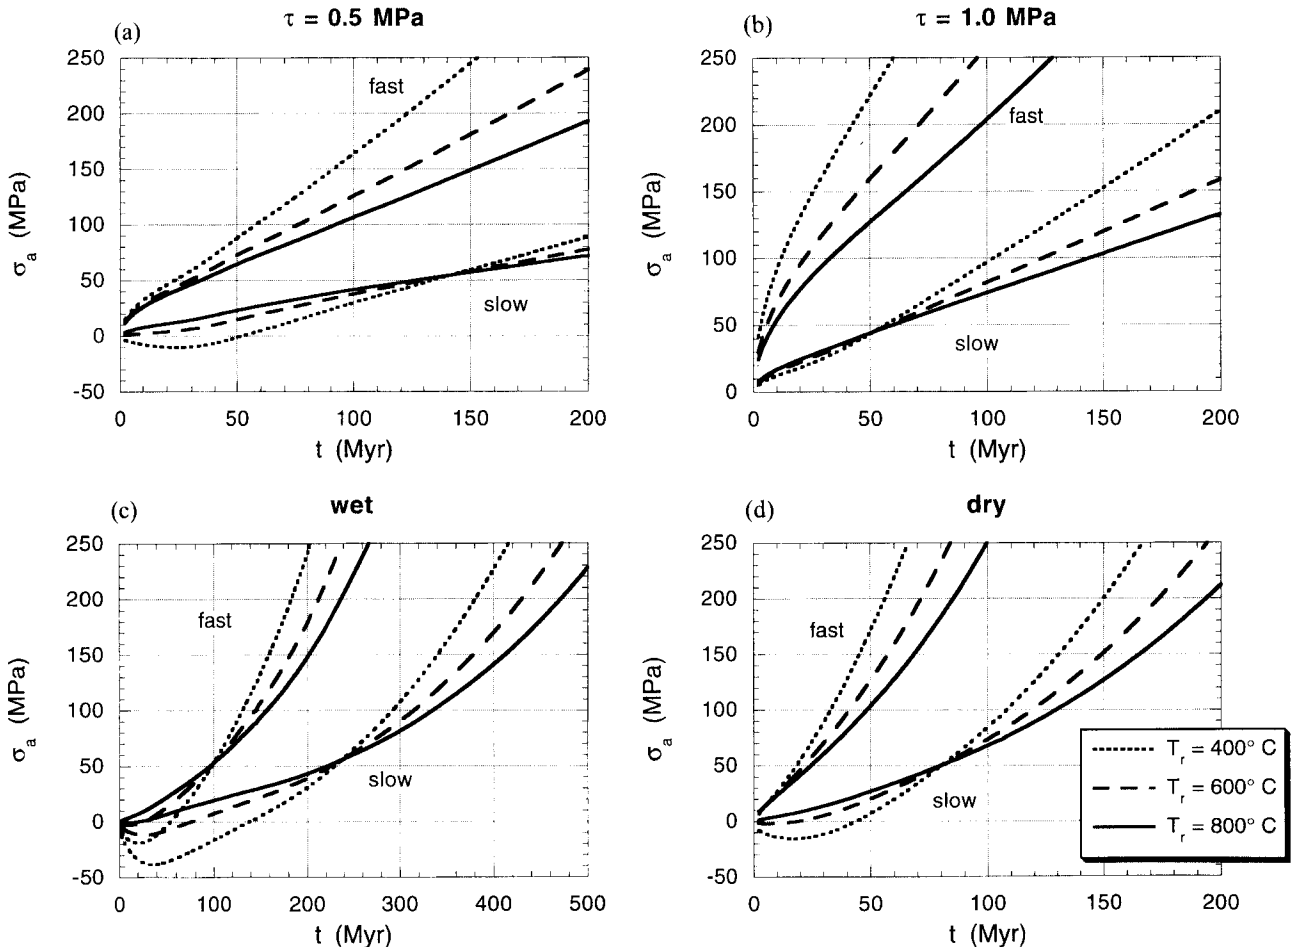 (a)
τ = 0.5 MPa
250
200
150
100
50
0
-50
σa (MPa)
fast
slow
0 50 100 150 200
t (Myr)
(b)
τ = 1.0 MPa
250
200
150
100
50
0
σa (MPa)
fast
slow
0 50 100 150 200
t (Myr)
(c)
wet
250
200
150
100
50
0
-50
σa (MPa)
fast
slow
0 100 200 300 400 500
t (Myr)
(d)
dry
250
200
150
100
50
0
-50
σa (MPa)
fast
slow
0 50 100 150 200
t (Myr)
Tr = 400° C
Tr = 600° C
Tr = 800° C